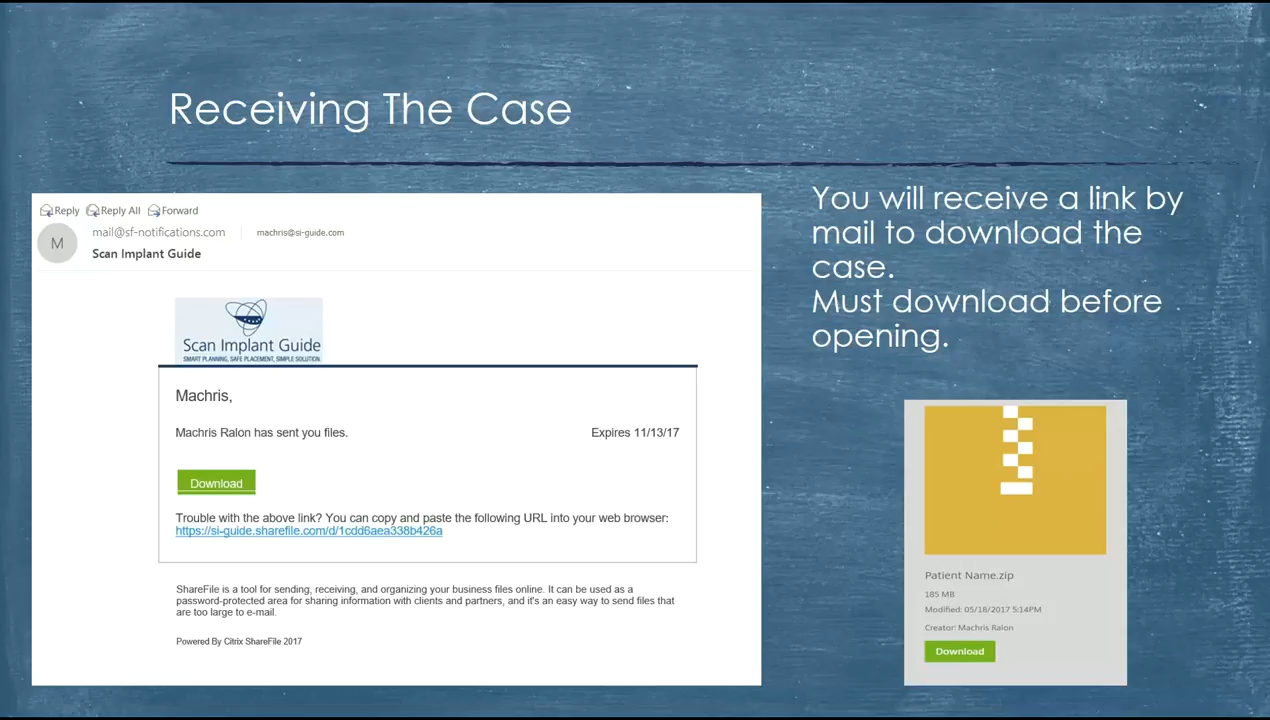 Receiving The Case
Reply Reply All Forward
M
mail@sf-notifications.com machris@si-guide.com
Scan Implant Guide
Scan Implant Guide
SMART PLANNING, SAFE PLACEMENT, SIMPLE SOLUTION.
Machris,
Machris Ralon has sent you files. Expires 11/13/17
Download
Trouble with the above link? You can copy and paste the following URL into your web browser:
https://si-guide.sharefile.com/d/1cdd6aea338b426a
ShareFile is a tool for sending, receiving, and organizing your business files online. It can be used as a
password-protected area for sharing information with clients and partners, and it's an easy way to send files that
are too large to e-mail.
Powered By Citrix ShareFile 2017
You will receive a link by
mail to download the
case.
Must download before
opening.
Patient Name.zip
185 MB
Modified: 05/18/2017 5:14PM
Creator: Machris Ralon
Download